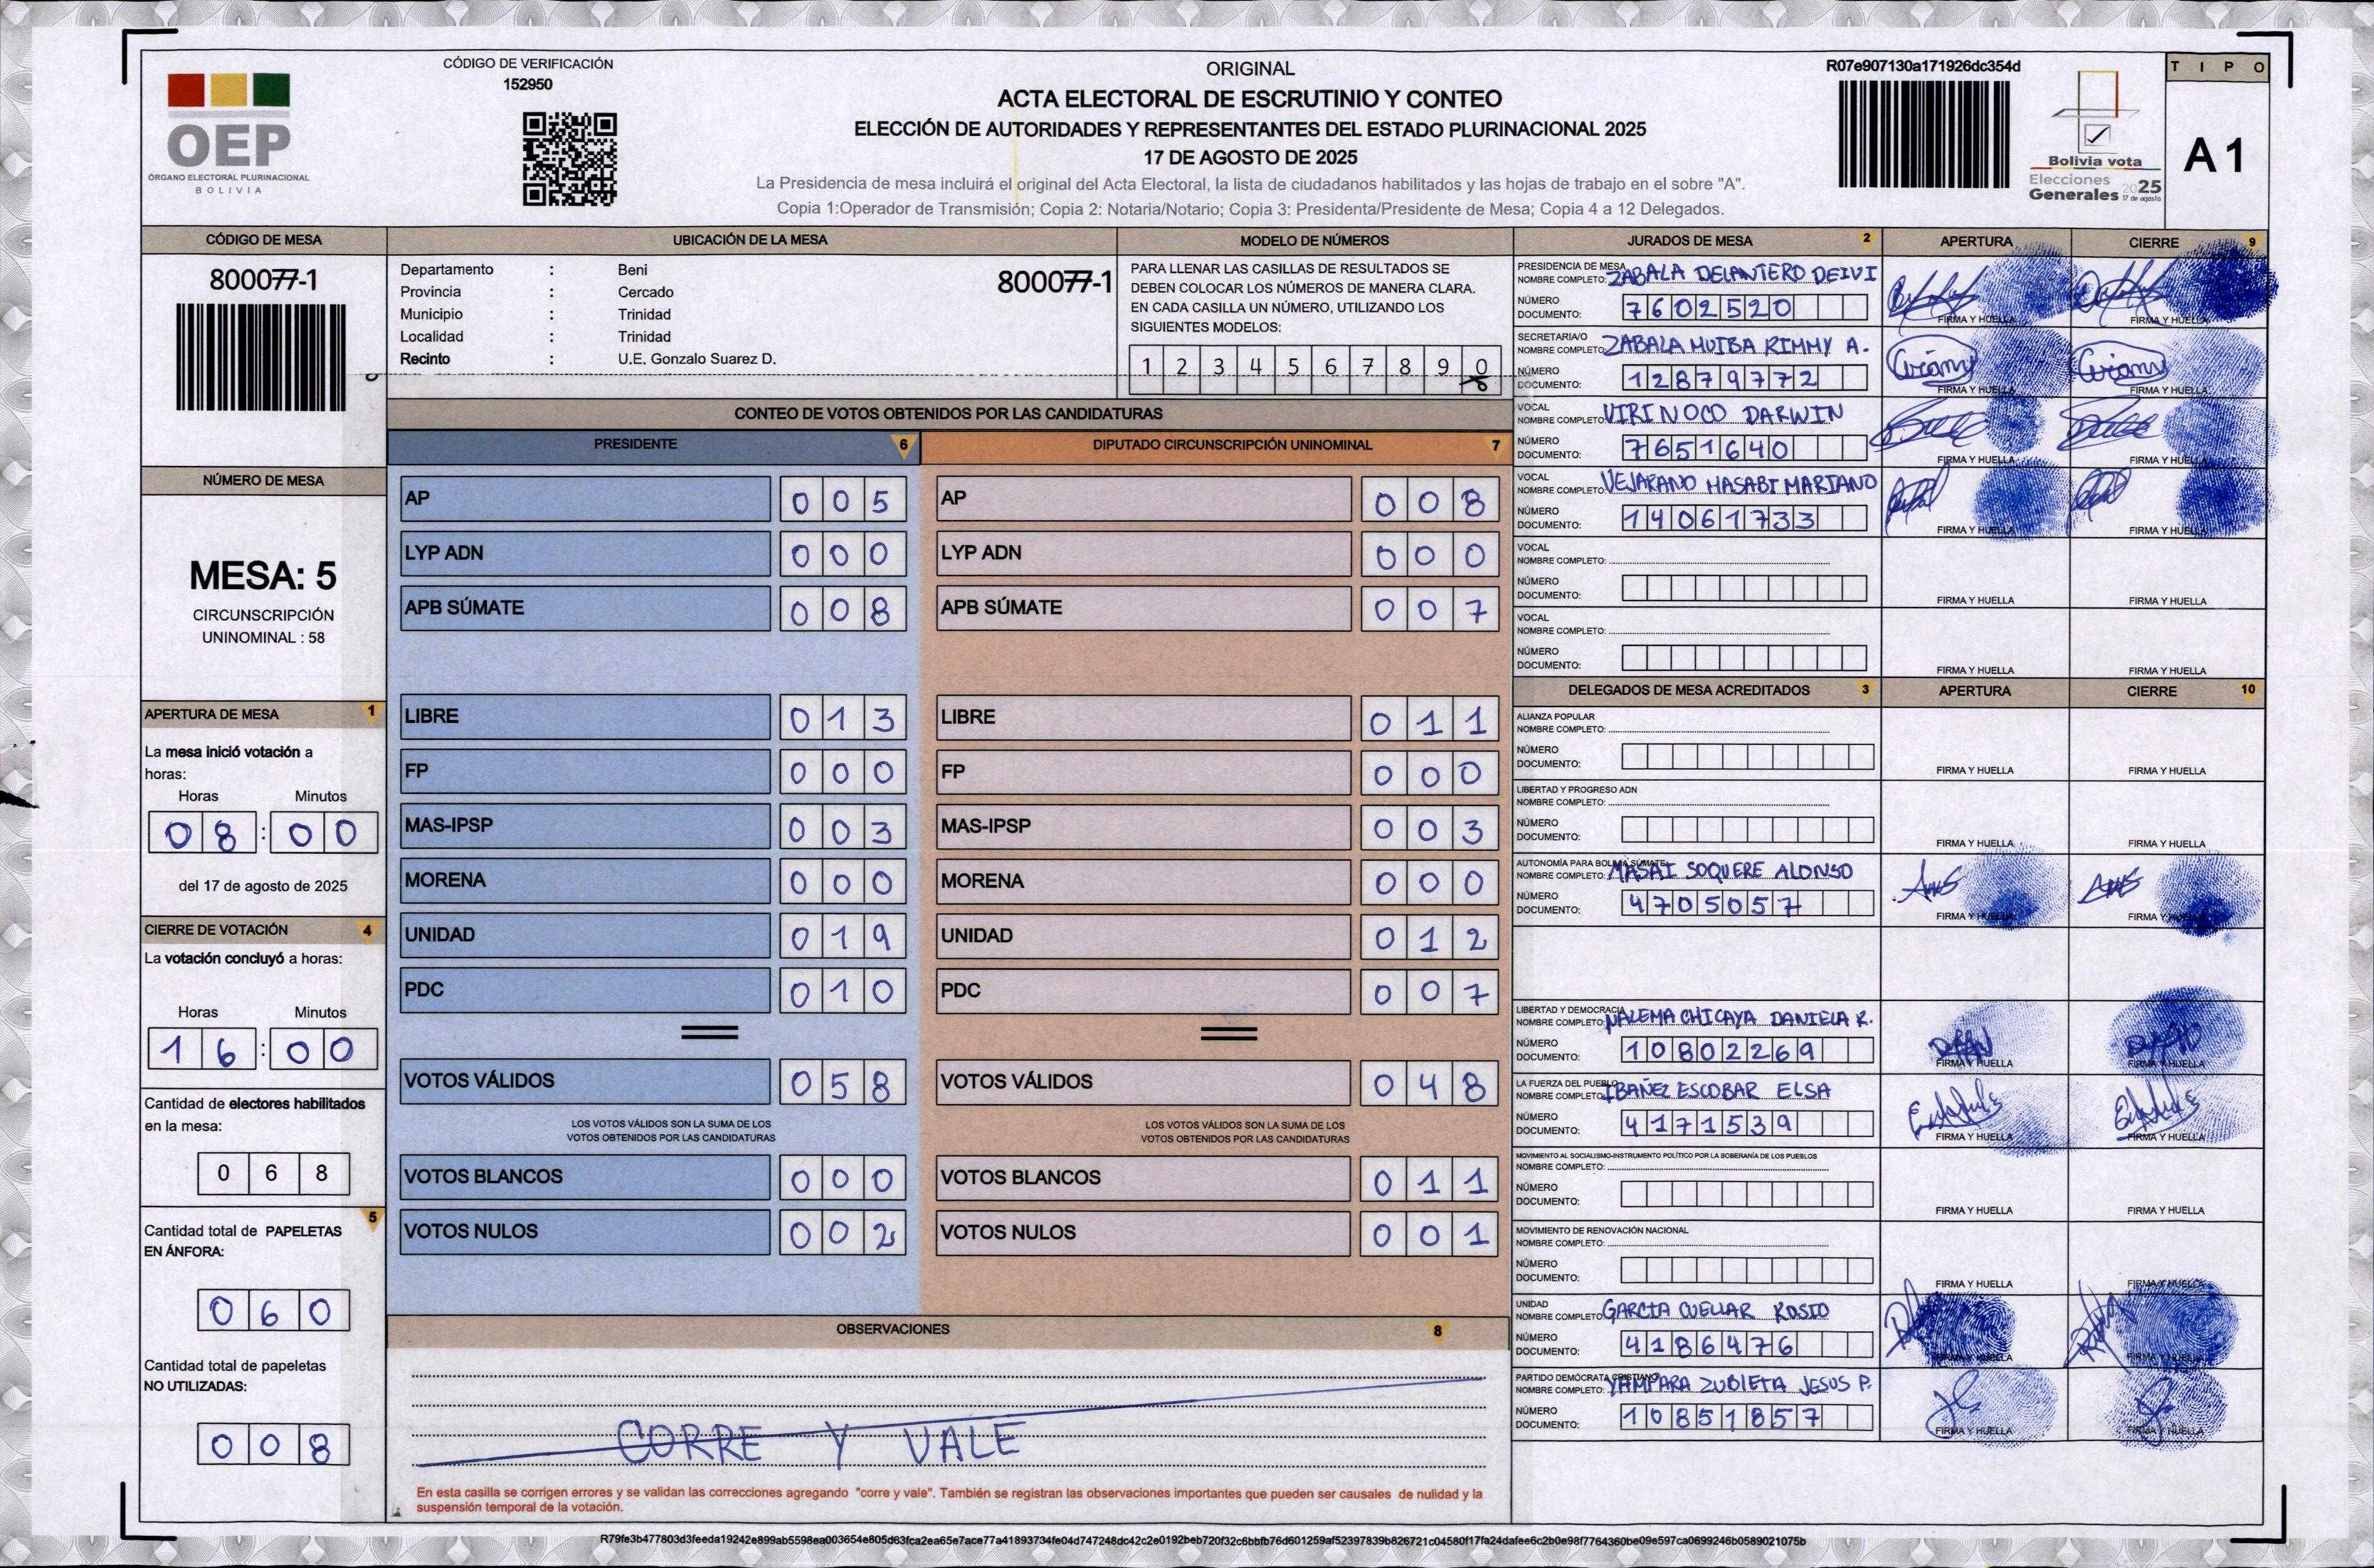 CÓDIGO DE VERIFICACIÓN
152950
OEP
ÓRGANO ELECTORAL PLURINACIONAL
BOLIVIA
ORIGINAL
ACTA ELECTORAL DE ESCRUTINIO Y CONTEO
ELECCIÓN DE AUTORIDADES Y REPRESENTANTES DEL ESTADO PLURINACIONAL 2025
17 DE AGOSTO DE 2025
La Presidencia de mesa incluirá el original del Acta Electoral, la lista de ciudadanos habilitados y las hojas de trabajo en el sobre "A".
Copia 1:Operador de Transmisión; Copia 2: Notaria/Notario; Copia 3: Presidenta/Presidente de Mesa; Copia 4 a 12 Delegados.
R07e907130a171926dc354d
Bolivia vota
Elecciones
Generales 2025
17 de agosto
TIPO
A1
CÓDIGO DE MESA
800077-1
NÚMERO DE MESA
MESA: 5
CIRCUNSCRIPCIÓN
UNINOMINAL : 58
APERTURA DE MESA 1
La mesa inició votación a
horas:
Horas Minutos
08:00
del 17 de agosto de 2025
CIERRE DE VOTACIÓN 4
La votación concluyó a horas:
Horas Minutos
16:00
Cantidad de electores habilitados
en la mesa:
068
5
Cantidad total de PAPELETAS
EN ÁNFORA:
060
Cantidad total de papeletas
NO UTILIZADAS:
008
UBICACIÓN DE LA MESA
Departamento : Beni
800077-1
Provincia : Cercado
Municipio : Trinidad
Localidad : Trinidad
Recinto : U.E. Gonzalo Suarez D.
MODELO DE NÚMEROS
PARA LLENAR LAS CASILLAS DE RESULTADOS SE
DEBEN COLOCAR LOS NÚMEROS DE MANERA CLARA.
EN CADA CASILLA UN NÚMERO, UTILIZANDO LOS
SIGUIENTES MODELOS:
1 2 3 4 5 6 7 8 9 0
CONTEO DE VOTOS OBTENIDOS POR LAS CANDIDATURAS
PRESIDENTE 6
AP 005
LYP ADN 000
APB SÚMATE 008
LIBRE 013
FP 000
MAS-IPSP 003
MORENA 000
UNIDAD 019
PDC 010
VOTOS VÁLIDOS 058
LOS VOTOS VÁLIDOS SON LA SUMA DE LOS
VOTOS OBTENIDOS POR LAS CANDIDATURAS
VOTOS BLANCOS 000
VOTOS NULOS 002
DIPUTADO CIRCUNSCRIPCIÓN UNINOMINAL 7
AP 008
LYP ADN 000
APB SÚMATE 007
LIBRE 011
FP 000
MAS-IPSP 003
MORENA 000
UNIDAD 012
PDC 007
VOTOS VÁLIDOS 048
LOS VOTOS VÁLIDOS SON LA SUMA DE LOS
VOTOS OBTENIDOS POR LAS CANDIDATURAS
VOTOS BLANCOS 011
VOTOS NULOS 001
OBSERVACIONES 8
CORRE Y VALE
En esta casilla se corrigen errores y se validan las correcciones agregando "corre y vale". También se registran las observaciones importantes que pueden ser causales de nulidad y la
suspensión temporal de la votación.
JURADOS DE MESA 2 APERTURA CIERRE 9
PRESIDENCIA DE MESA
NOMBRE COMPLETO: ZABALA DELANTERO DEIVI
NÚMERO
DOCUMENTO: 7602520
FIRMA Y HUELLA FIRMA Y HUELLA
SECRETARIA/O
NOMBRE COMPLETO: ZABALA MUIBA RIMMY A.
NÚMERO
DOCUMENTO: 12879772
FIRMA Y HUELLA FIRMA Y HUELLA
VOCAL
NOMBRE COMPLETO: VIRINOCO DARWIN
NÚMERO
DOCUMENTO: 7651640
FIRMA Y HUELLA FIRMA Y HUELLA
VOCAL
NOMBRE COMPLETO: VEJARANO MASABI MARIANO
NÚMERO
DOCUMENTO: 14061733
FIRMA Y HUELLA FIRMA Y HUELLA
VOCAL
NOMBRE COMPLETO:
NÚMERO
DOCUMENTO:
FIRMA Y HUELLA FIRMA Y HUELLA
VOCAL
NOMBRE COMPLETO:
NÚMERO
DOCUMENTO:
FIRMA Y HUELLA FIRMA Y HUELLA
DELEGADOS DE MESA ACREDITADOS 3 APERTURA CIERRE 10
ALIANZA POPULAR
NOMBRE COMPLETO:
NÚMERO
DOCUMENTO:
FIRMA Y HUELLA FIRMA Y HUELLA
LIBERTAD Y PROGRESO ADN
NOMBRE COMPLETO:
NÚMERO
DOCUMENTO:
FIRMA Y HUELLA FIRMA Y HUELLA
AUTONOMÍA PARA BOLIVIA SÚMATE
NOMBRE COMPLETO: MASAI SOQUERE ALONSO
NÚMERO
DOCUMENTO: 4705057
FIRMA Y HUELLA FIRMA Y HUELLA
LIBERTAD Y DEMOCRACIA
NOMBRE COMPLETO: NALEMA CHICAYA DANIELA R.
NÚMERO
DOCUMENTO: 10802269
FIRMA Y HUELLA FIRMA Y HUELLA
LA FUERZA DEL PUEBLO
NOMBRE COMPLETO: IBAÑEZ ESCOBAR ELSA
NÚMERO
DOCUMENTO: 4171539
FIRMA Y HUELLA FIRMA Y HUELLA
MOVIMIENTO AL SOCIALISMO-INSTRUMENTO POLÍTICO POR LA SOBERANÍA DE LOS PUEBLOS
NOMBRE COMPLETO:
NÚMERO
DOCUMENTO:
FIRMA Y HUELLA FIRMA Y HUELLA
MOVIMIENTO DE RENOVACIÓN NACIONAL
NOMBRE COMPLETO:
NÚMERO
DOCUMENTO:
FIRMA Y HUELLA FIRMA Y HUELLA
UNIDAD
NOMBRE COMPLETO: GARCIA CUELLAR ROSIO
NÚMERO
DOCUMENTO: 4186476
FIRMA Y HUELLA FIRMA Y HUELLA
PARTIDO DEMÓCRATA CRISTIANO
NOMBRE COMPLETO: YAMPARA ZUBIETA JESUS P.
NÚMERO
DOCUMENTO: 10851857
FIRMA Y HUELLA FIRMA Y HUELLA